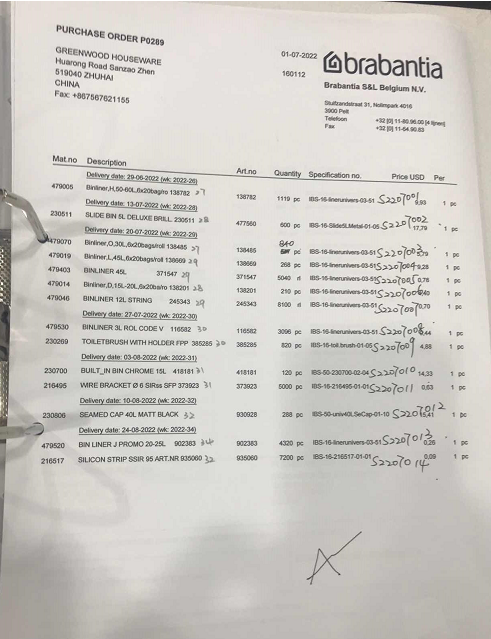 PURCHASE ORDER P0289
GREENWOOD HOUSEWARE
Huarong Road Sanzao Zhen
519040 ZHUHAI
CHINA
Fax: +867567621155
01-07-2022
160112
brabantia
Brabantia S&L Belgium N.V.
Stuifzandstraat 31, Nolimpark 4016
3900 Pelt
Telefoon +32 [0] 11-80.96.00 [4 lijnen]
Fax +32 [0] 11-64.90.83
Mat.no Description Art.no Quantity Specification no. Price USD Per
Delivery date: 29-06-2022 (wk: 2022-26)
479005 Binliner,H,50-60L,6x20bag/ro 138782 27 138782 1119 pc IBS-16-linerunivers-03-51 S2207001 0,93 1 pc
Delivery date: 13-07-2022 (wk: 2022-28)
230511 SLIDE BIN 5L DELUXE BRILL. 230511 28 477560 600 pc IBS-16-Slide5LMetal-01-05 S2207002 17,79 1 pc
Delivery date: 20-07-2022 (wk: 2022-29)
479070 Binliner,O,30L,6x20bags/roll 138485 27 138485 840 pc IBS-16-linerunivers-03-51 S2207003 1 pc
479019 Binliner,L,45L,6x20bags/roll 138669 29 138669 268 pc IBS-16-linerunivers-03-51 S2207004 9,28 1 pc
479403 BINLINER 45L 371547 29 371547 5040 rl IBS-16-linerunivers-03-51 S2207005 0,78 1 pc
479014 Binliner,D,15L-20L,6x20ba/ro 138201 28 138201 210 pc IBS-16-linerunivers-03-51 S2207006 1 pc
479046 BINLINER 12L STRING 245343 29 245343 8100 rl IBS-16-linerunivers-03-51 S2207007 0,70 1 pc
Delivery date: 27-07-2022 (wk: 2022-30)
479530 BINLINER 3L ROL CODE V 116582 30 116582 3096 pc IBS-16-linerunivers-03-51 S2207008 1 pc
230269 TOILETBRUSH WITH HOLDER FPP 385285 30 385285 820 pc IBS-16-toil.brush-01-05 S2207009 4,88 1 pc
Delivery date: 03-08-2022 (wk: 2022-31)
230700 BUILT_IN BIN CHROME 15L 418181 31 418181 120 pc IBS-50-230700-02-04 S2207010 14,33 1 pc
216495 WIRE BRACKET Ø 6 SIRss SFP 373923 31 373923 5000 pc IBS-16-216495-01-01 S2207011 0,63 1 pc
Delivery date: 10-08-2022 (wk: 2022-32)
230806 SEAMED CAP 40L MATT BLACK 32 930928 288 pc IBS-50-univ40LSeCap-01-10 S2207012 1 pc
Delivery date: 24-08-2022 (wk: 2022-34)
479520 BIN LINER J PROMO 20-25L 902383 34 902383 4320 pc IBS-16-linerunivers-03-51 S2207013 0,26 1 pc
216517 SILICON STRIP SSIR 95 ART.NR 935060 32 935060 7200 pc IBS-16-216517-01-01 S2207014 0,09 1 pc